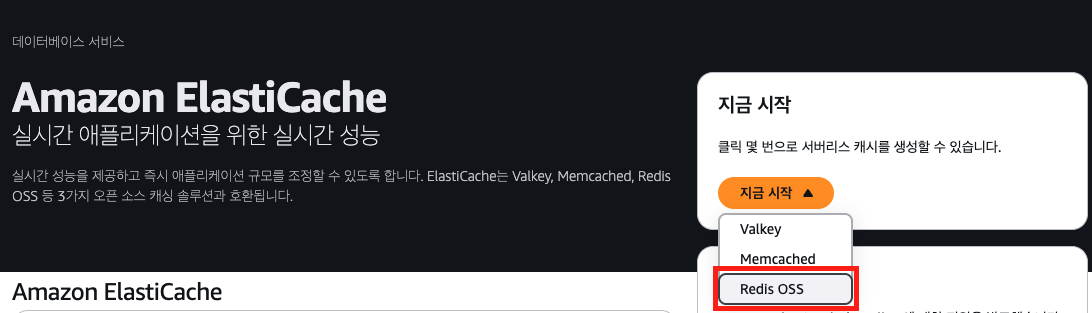 데이터베이스 서비스
Amazon ElastiCache
실시간 애플리케이션을 위한 실시간 성능
실시간 성능을 제공하고 즉시 애플리케이션 규모를 조정할 수 있도록 합니다. ElastiCache는 Valkey, Memcached, Redis
OSS 등 3가지 오픈 소스 캐싱 솔루션과 호환됩니다.
지금 시작
클릭 몇 번으로 서버리스 캐시를 생성할 수 있습니다.
지금 시작
Valkey
Memcached
Redis OSS
Amazon ElastiCache